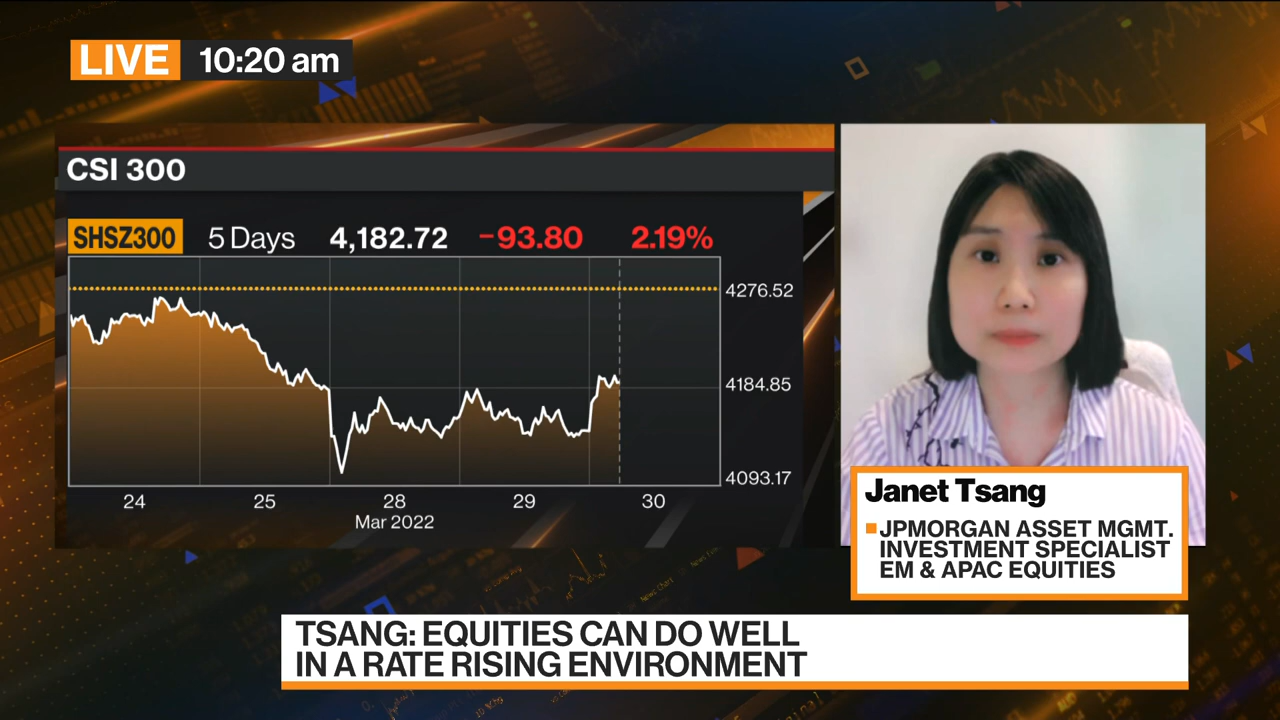 LIVE 10:20 am
CSI 300
SHSZ300 5 Days 4,182.72 -93.80 2.19%
4276.52
4184.85
4093.17
24 25 28 29 30
Mar 2022
Janet Tsang
JPMORGAN ASSET MGMT.
INVESTMENT SPECIALIST
EM & APAC EQUITIES
TSANG: EQUITIES CAN DO WELL
IN A RATE RISING ENVIRONMENT